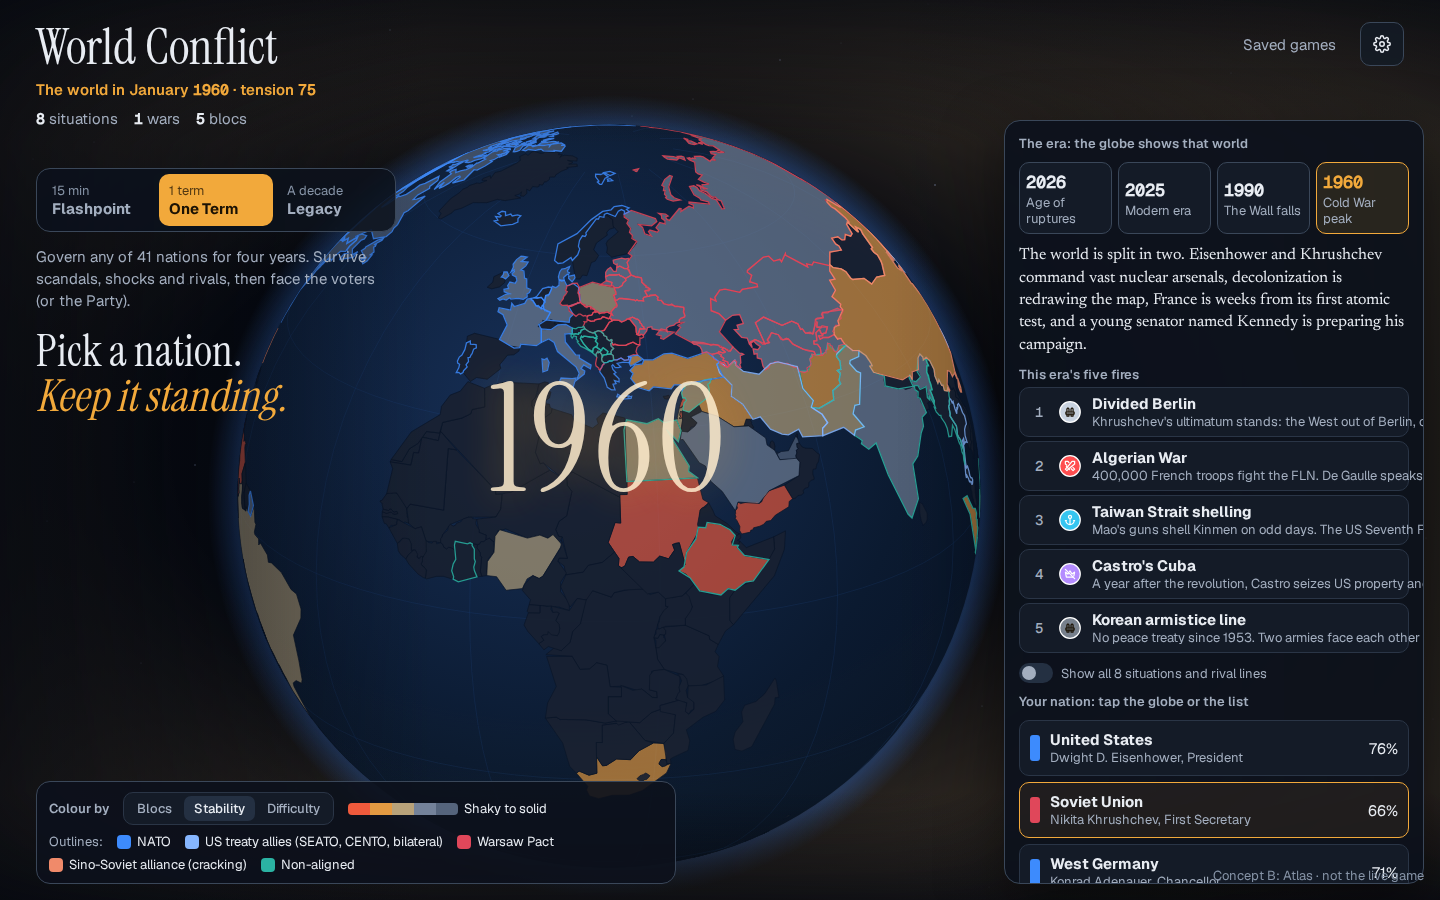 World Conflict
The world in January 1960 · tension 75
8 situations 1 wars 5 blocs
Saved games
15 min
Flashpoint
1 term
One Term
A decade
Legacy
Govern any of 41 nations for four years. Survive
scandals, shocks and rivals, then face the voters
(or the Party).
Pick a nation.
Keep it standing.
1960
The era: the globe shows that world
2026
Age of
ruptures
2025
Modern era
1990
The Wall falls
1960
Cold War
peak
The world is split in two. Eisenhower and Khrushchev
command vast nuclear arsenals, decolonization is
redrawing the map, France is weeks from its first atomic
test, and a young senator named Kennedy is preparing his
campaign.
This era's five fires
1
Divided Berlin
Khrushchev's ultimatum stands: the West out of Berlin,
2
Algerian War
400,000 French troops fight the FLN. De Gaulle speaks
3
Taiwan Strait shelling
Mao's guns shell Kinmen on odd days. The US Seventh F
4
Castro's Cuba
A year after the revolution, Castro seizes US property an
5
Korean armistice line
No peace treaty since 1953. Two armies face each other
Show all 8 situations and rival lines
Your nation: tap the globe or the list
United States
Dwight D. Eisenhower, President
76%
Soviet Union
Nikita Khrushchev, First Secretary
66%
West Germany
Konrad Adenauer, Chancellor
71%
Concept B: Atlas · not the live game
Colour by Blocs Stability Difficulty Shaky to solid
Outlines: NATO US treaty allies (SEATO, CENTO, bilateral) Warsaw Pact
Sino-Soviet alliance (cracking) Non-aligned